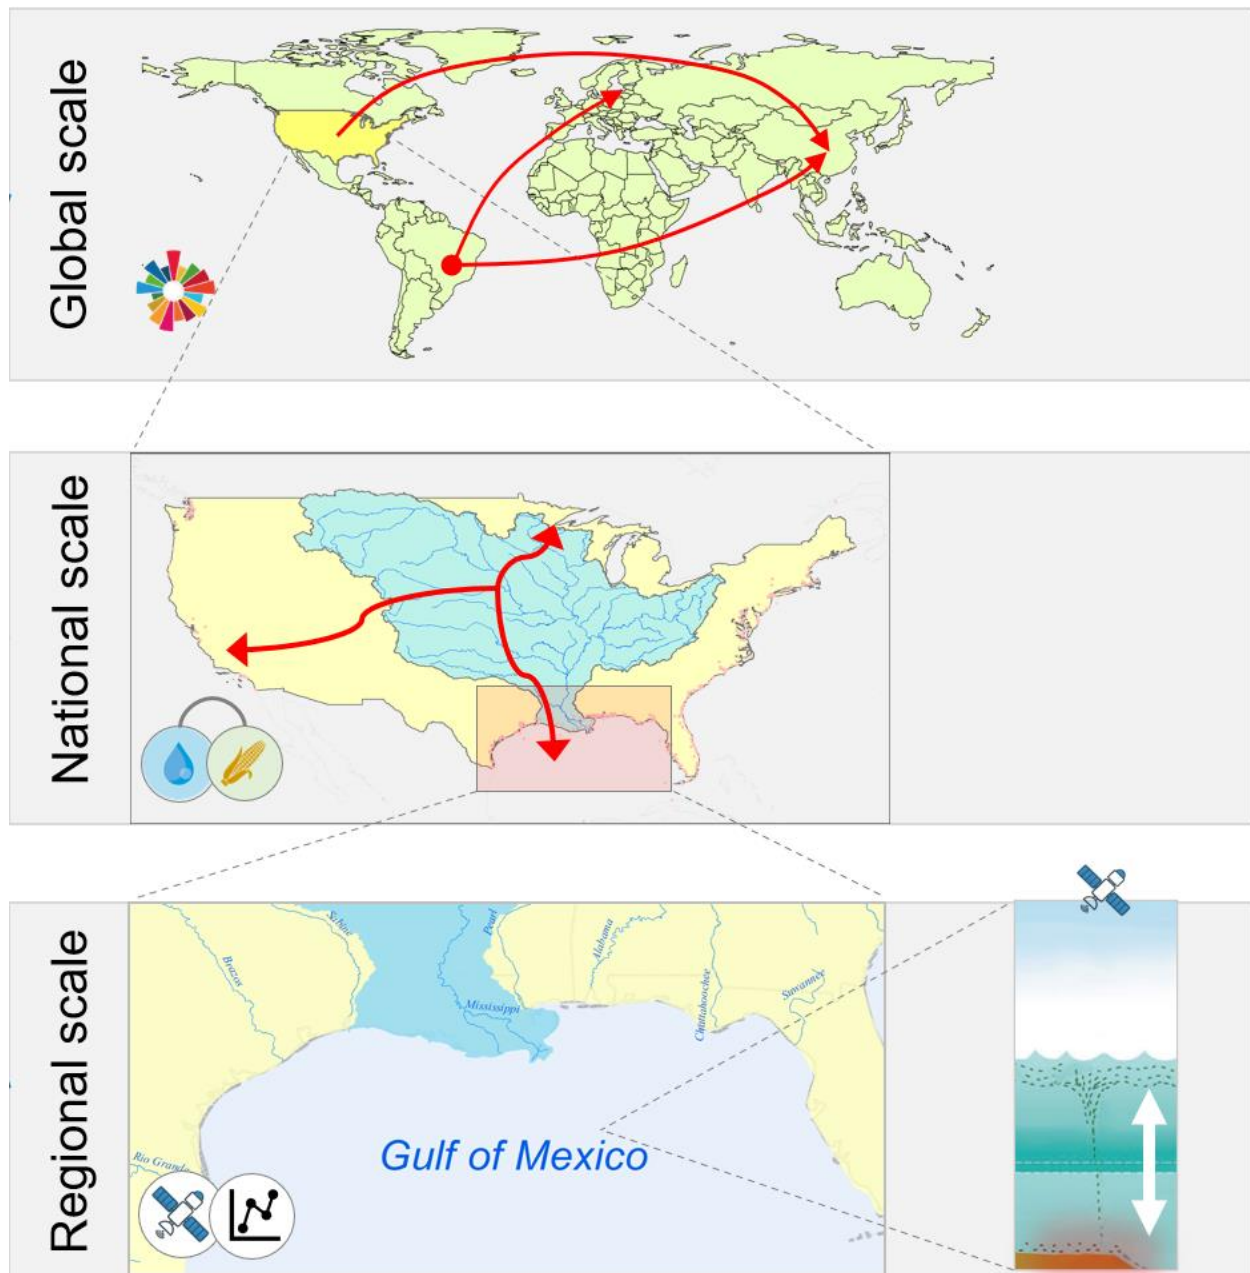 Global scale
National scale
Regional scale
Brazos
Sabine
Pearl
Mississippi
Alabama
Chattahoochee
Suwannee
Rio Grande
Gulf of Mexico